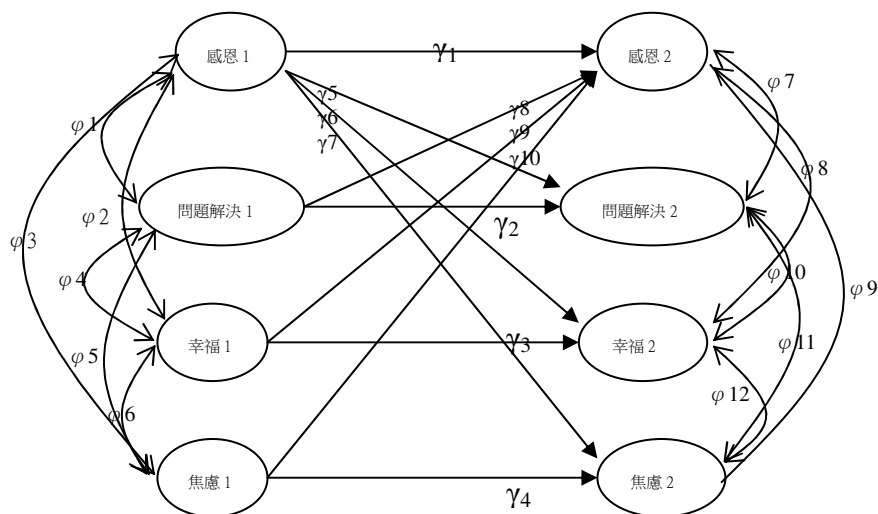 感恩 1
γ1
感恩 2
φ 7
γ5
γ6
γ7
γ8
γ9
γ10
φ 1
φ 8
φ 2
問題解決 1
γ2
問題解決 2
φ 3
φ 4
φ 10
φ 9
φ 5
幸福 1
γ3
幸福 2
φ 11
φ 6
φ 12
焦慮 1
γ4
焦慮 2